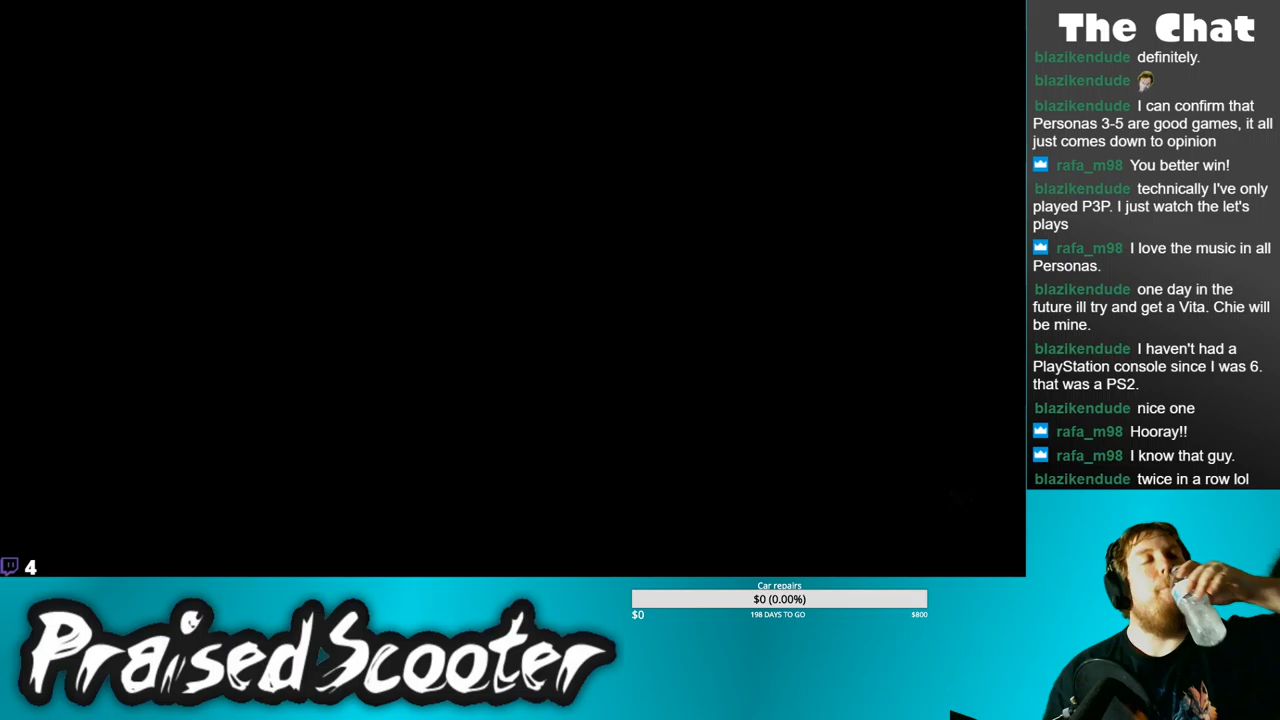 The Chat
blazikendude definitely.
blazikendude
blazikendude I can confirm that
Personas 3-5 are good games, it all
just comes down to opinion
rafa_m98 You better win!
blazikendude technically I've only
played P3P. I just watch the let's
plays
rafa_m98 I love the music in all
Personas.
blazikendude one day in the
future ill try and get a Vita. Chie will
be mine.
blazikendude I haven't had a
PlayStation console since I was 6.
that was a PS2.
blazikendude nice one
rafa_m98 Hooray!!
rafa_m98 I know that guy.
blazikendude twice in a row lol
4
Car repairs
$0 (0.00%)
$0 198 DAYS TO GO $800
PraisedScooter